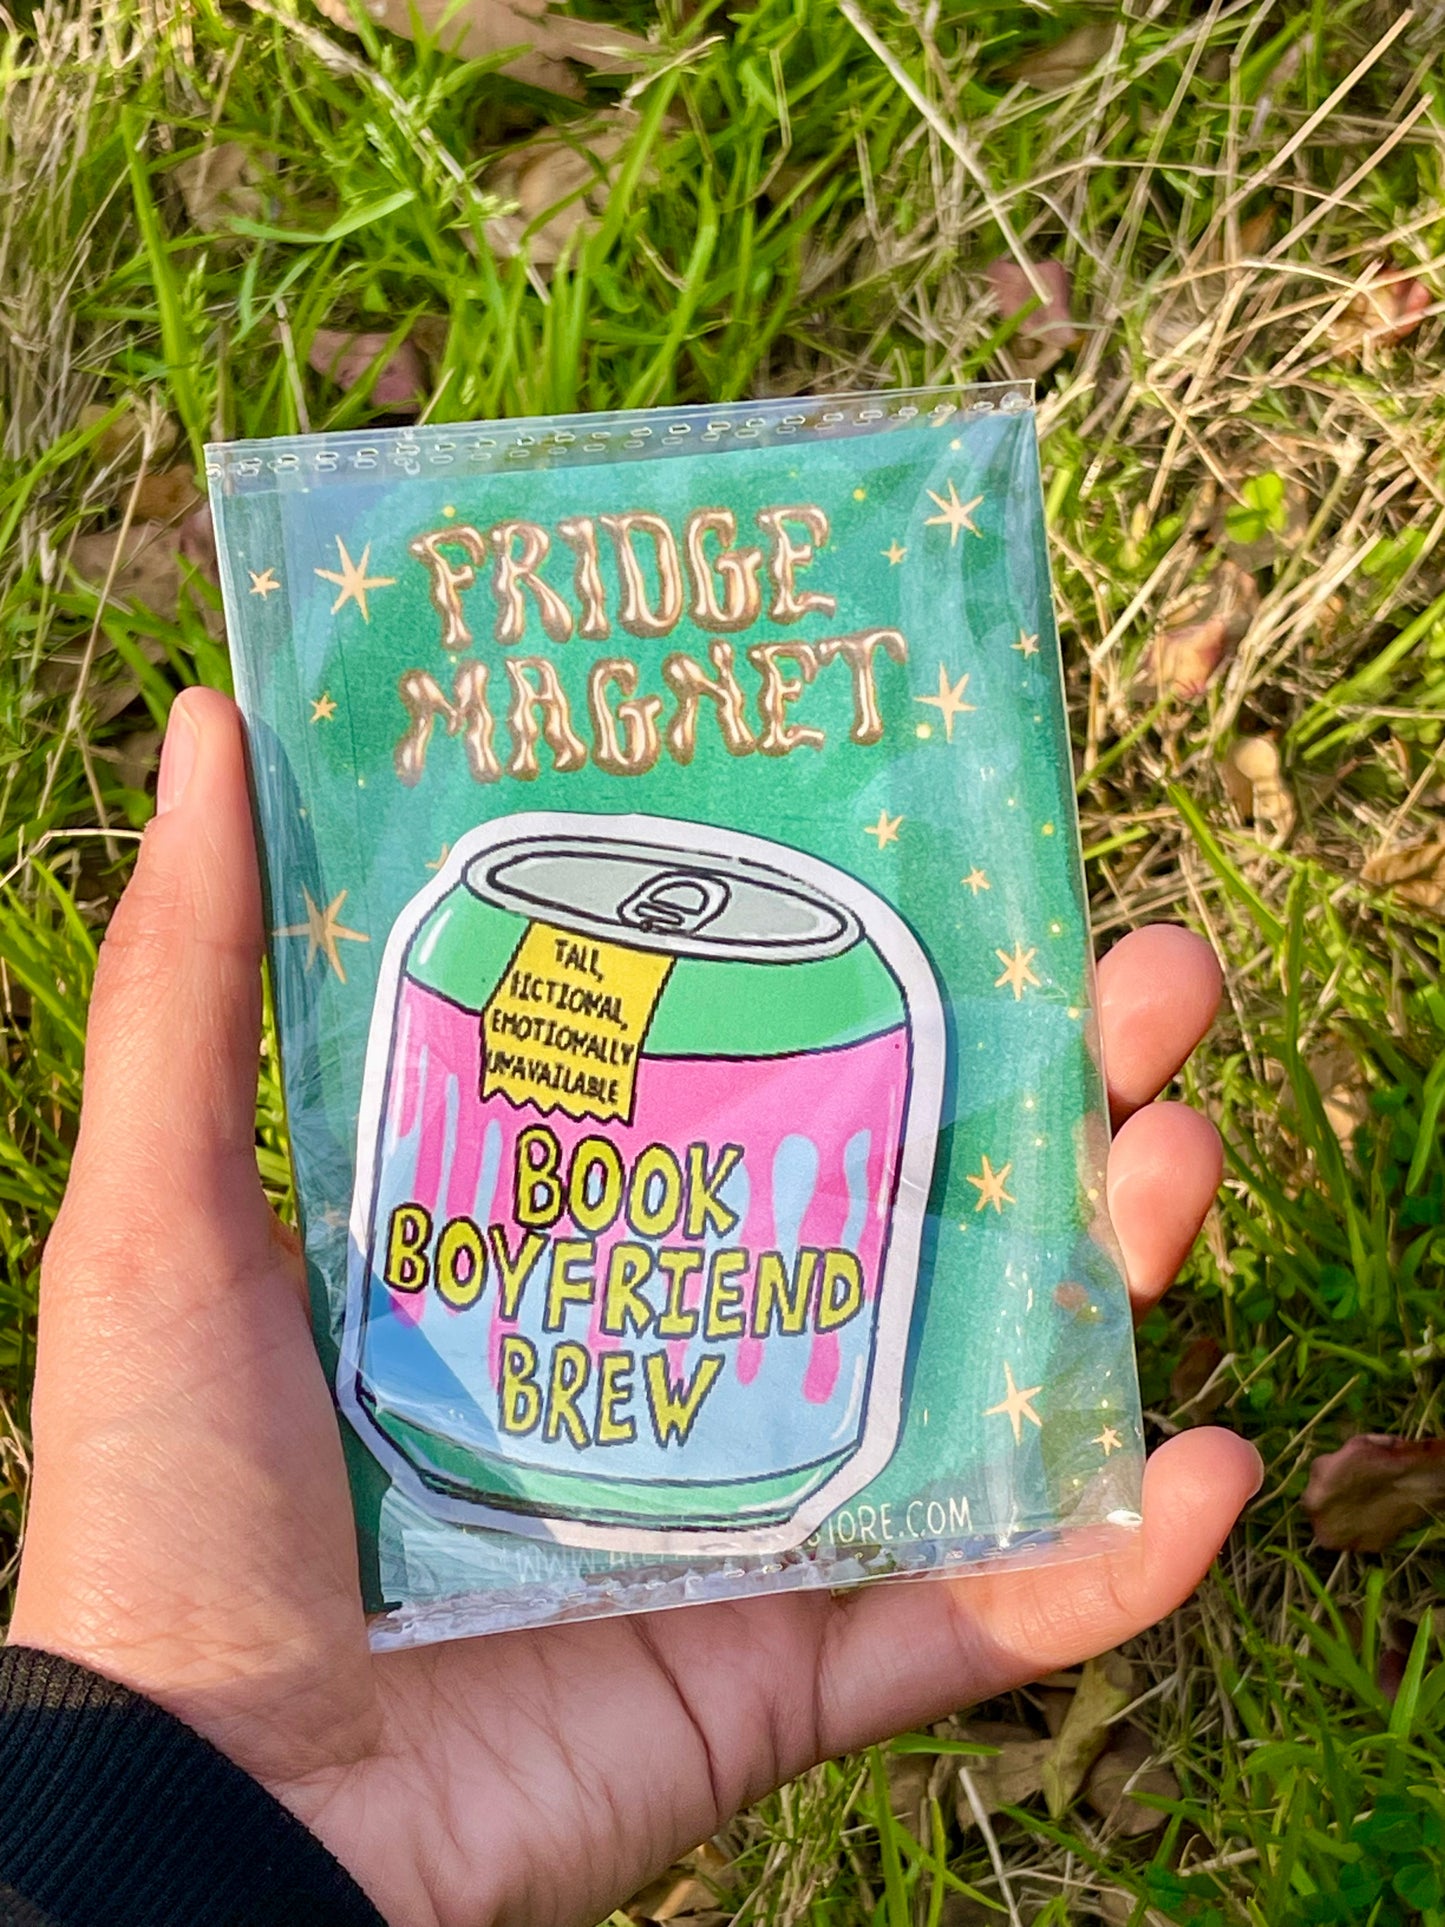 FRIDGE
MAGNET
TALL,
FICTIONAL,
EMOTIONALLY
UNAVAILABLE
BOOK
BOYFRIEND
BREW